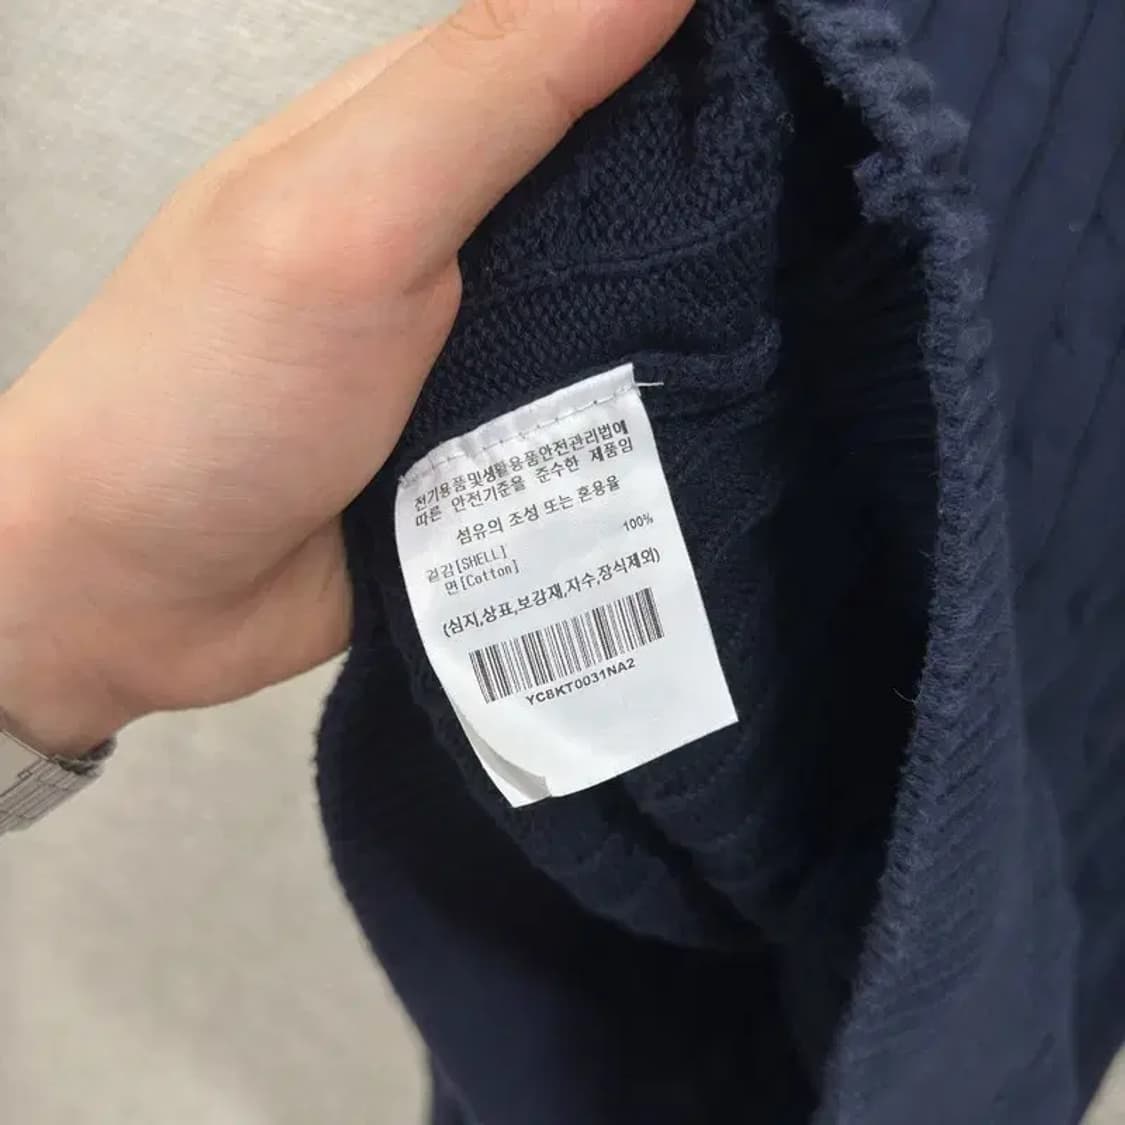 전기용품및생활용품안전관리법에
따른 안전기준을 준수한 제품임
섬유의 조성 또는 혼용율
겉감[SHELL] 100%
면[Cotton]
(심지,상표,보강재,자수,장식제외)
YC8KT0031NA2